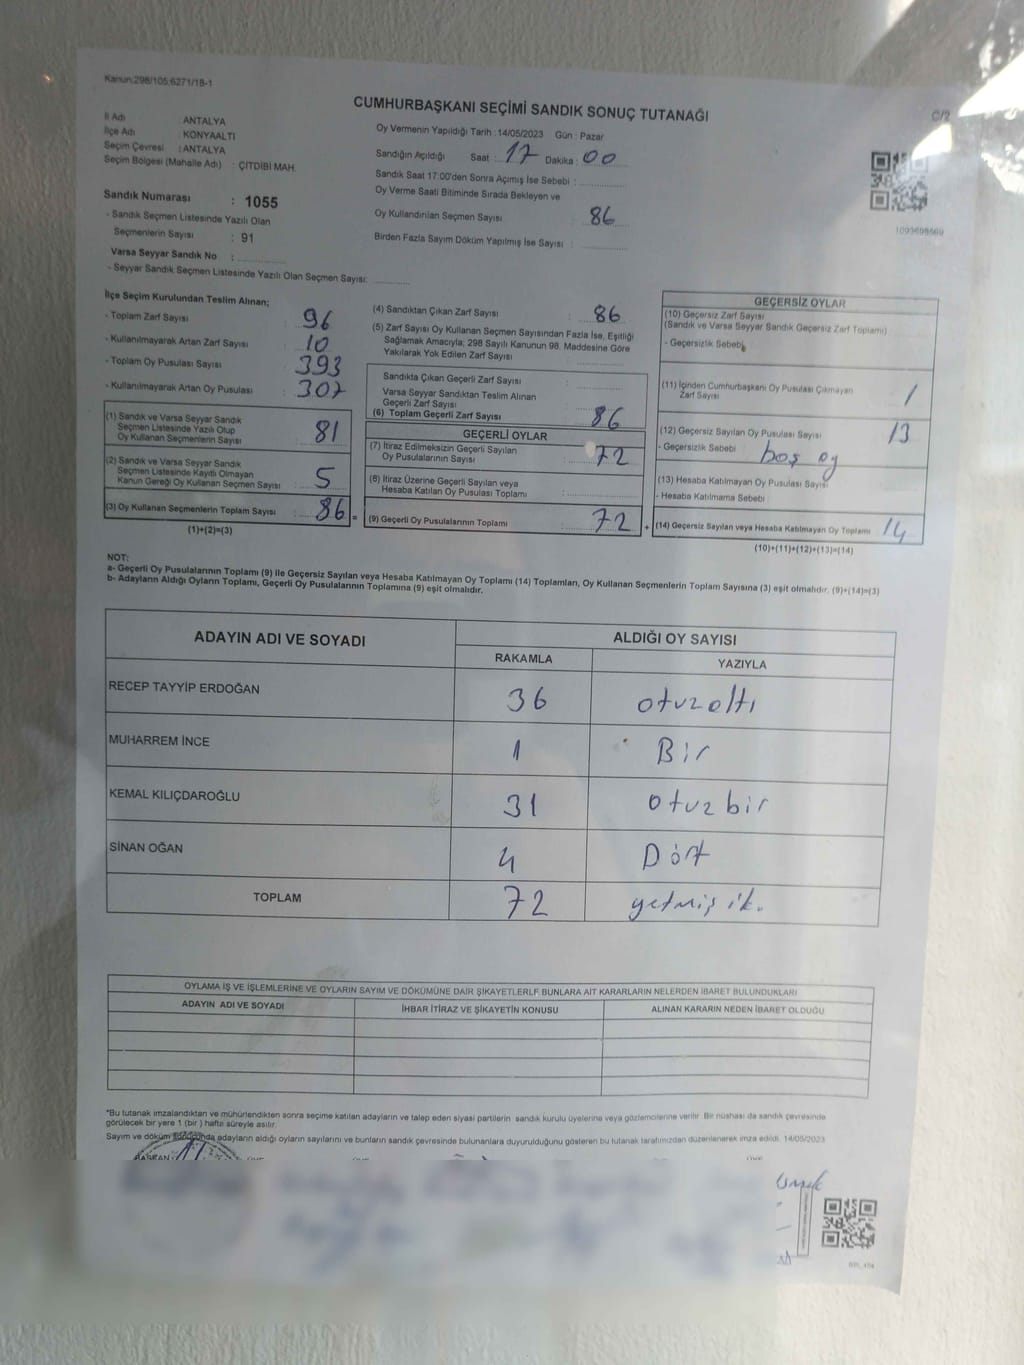 Kanun:298/105;6271/18-1
CUMHURBAŞKANI SEÇİMİ SANDIK SONUÇ TUTANAĞI
C/2
İl Adı : ANTALYA
İlçe Adı : KONYAALTI
Seçim Çevresi : ANTALYA
Seçim Bölgesi (Mahalle Adı) : ÇITDİBİ MAH.
Sandık Numarası : 1055
- Sandık Seçmen Listesinde Yazılı Olan
Seçmenlerin Sayısı : 91
Varsa Seyyar Sandık No :
- Seyyar Sandık Seçmen Listesinde Yazılı Olan Seçmen Sayısı:
Oy Vermenin Yapıldığı Tarih : 14/05/2023 Gün : Pazar
Sandığın Açıldığı Saat : 17 Dakika : 00
Sandık Saat 17:00'den Sonra Açımış İse Sebebi :
Oy Verme Saati Bitiminde Sırada Bekleyen ve
Oy Kullandırılan Seçmen Sayısı : 86
Birden Fazla Sayım Döküm Yapılmış İse Sayısı :
İlçe Seçim Kurulundan Teslim Alınan;
- Toplam Zarf Sayısı : 96
- Kullanılmayarak Artan Zarf Sayısı : 10
- Toplam Oy Pusulası Sayısı : 393
- Kullanılmayarak Artan Oy Pusulası : 307
(1) Sandık ve Varsa Seyyar Sandık
Seçmen Listesinde Yazılı Olup
Oy Kullanan Seçmenlerin Sayısı : 81
(2) Sandık ve Varsa Seyyar Sandık
Seçmen Listesinde Kayıtlı Olmayan
Kanun Gereği Oy Kullanan Seçmen Sayısı : 5
(3) Oy Kullanan Seçmenlerin Toplam Sayısı : 86 =
(1)+(2)=(3)
(4) Sandıktan Çıkan Zarf Sayısı : 86
(5) Zarf Sayısı Oy Kullanan Seçmen Sayısından Fazla İse, Eşitliği
Sağlamak Amacıyla; 298 Sayılı Kanunun 98. Maddesine Göre
Yakılarak Yok Edilen Zarf Sayısı :
Sandıkta Çıkan Geçerli Zarf Sayısı :
Varsa Seyyar Sandıktan Teslim Alınan
Geçerli Zarf Sayısı :
(6) Toplam Geçerli Zarf Sayısı : 86
GEÇERLİ OYLAR
(7) İtiraz Edilmeksizin Geçerli Sayılan
Oy Pusulalarının Sayısı : 72
(8) İtiraz Üzerine Geçerli Sayılan veya
Hesaba Katılan Oy Pusulası Toplamı :
(9) Geçerli Oy Pusulalarının Toplamı : 72 +
GEÇERSİZ OYLAR
(10) Geçersiz Zarf Sayısı
(Sandık ve Varsa Seyyar Sandık Geçersiz Zarf Toplamı)
- Geçersizlik Sebebi
(11) İçinden Cumhurbaşkanı Oy Pusulası Çıkmayan
Zarf Sayısı 1
(12) Geçersiz Sayılan Oy Pusulası Sayısı 13
- Geçersizlik Sebebi boş oy
(13) Hesaba Katılmayan Oy Pusulası Sayısı
- Hesaba Katılmama Sebebi :
(14) Geçersiz Sayılan veya Hesaba Katılmayan Oy Toplamı 14
(10)+(11)+(12)+(13)=(14)
NOT:
a- Geçerli Oy Pusulalarının Toplamı (9) ile Geçersiz Sayılan veya Hesaba Katılmayan Oy Toplamı (14) Toplamları, Oy Kullanan Seçmenlerin Toplam Sayısına (3) eşit olmalıdır. (9)+(14)=(3)
b- Adayların Aldığı Oyların Toplamı, Geçerli Oy Pusulalarının Toplamına (9) eşit olmalıdır.
ADAYIN ADI VE SOYADI
ALDIĞI OY SAYISI
RAKAMLA YAZIYLA
RECEP TAYYİP ERDOĞAN 36 otuzaltı
MUHARREM İNCE 1 Bir
KEMAL KILIÇDAROĞLU 31 otuzbir
SİNAN OĞAN 4 Dört
TOPLAM 72 yetmiş ik.
OYLAMA İŞ VE İŞLEMLERİNE VE OYLARIN SAYIM VE DÖKÜMÜNE DAİR ŞİKAYETLERLE BUNLARA AİT KARARLARIN NELERDEN İBARET BULUNDUKLARI
ADAYIN ADI VE SOYADI İHBAR İTİRAZ VE ŞİKAYETİN KONUSU ALINAN KARARIN NEDEN İBARET OLDUĞU
*Bu tutanak imzalandıktan ve mühürlendikten sonra seçime katılan adayların ve talep eden siyasi partilerin sandık kurulu üyelerine veya gözlemcilerine verilir. Bir nüshası da sandık çevresinde
görülecek bir yere 1 (bir ) hafta süreyle asılır.
Sayım ve döküm sonucunda adayların aldığı oyların sayılarını ve bunların sandık çevresinde bulunanlara duyurulduğunu gösteren bu tutanak tarafımızdan düzenlenerek imza edildi. 14/05/2023
BAŞKAN